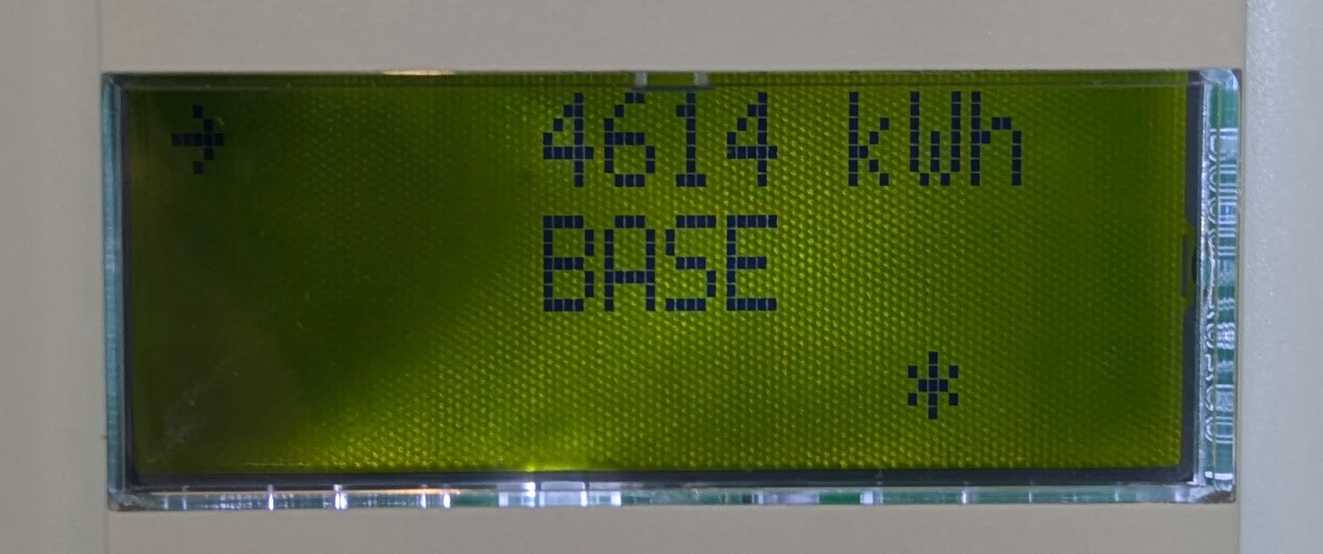 → 4614 kWh
BASE
*